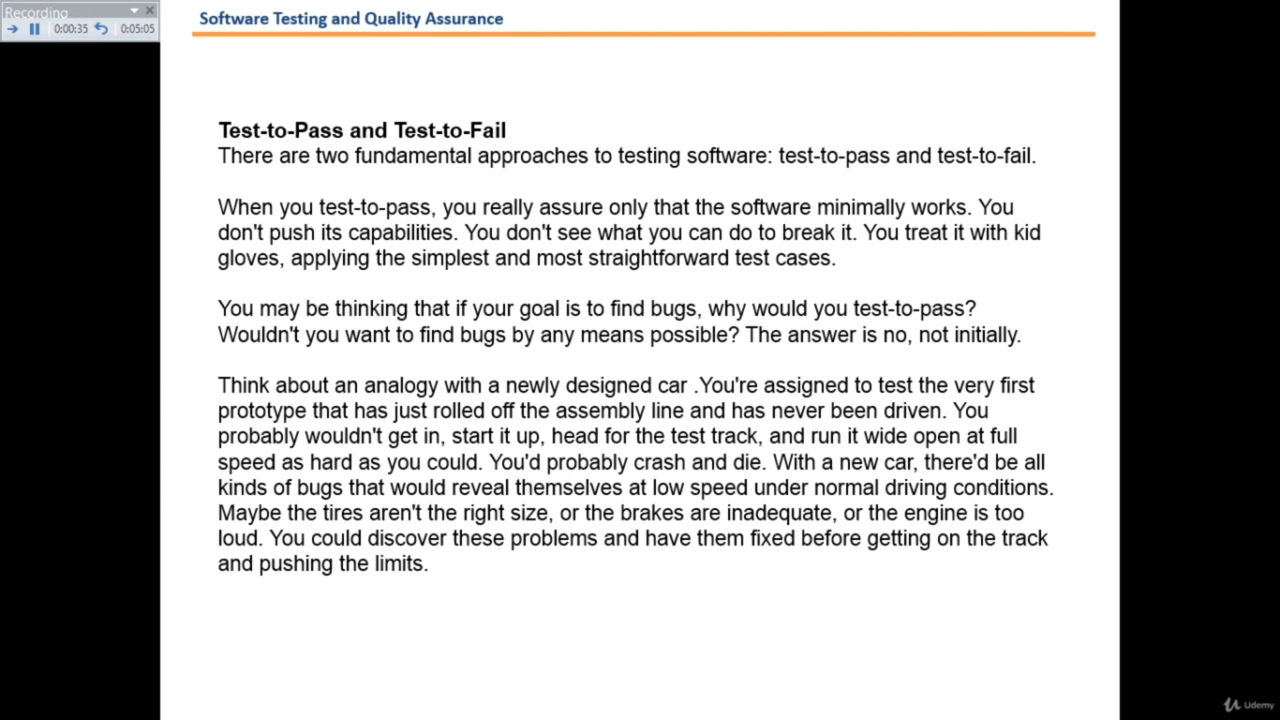 Recording
0:00:35 0:05:05
Software Testing and Quality Assurance
Test-to-Pass and Test-to-Fail
There are two fundamental approaches to testing software: test-to-pass and test-to-fail.
When you test-to-pass, you really assure only that the software minimally works. You
don't push its capabilities. You don't see what you can do to break it. You treat it with kid
gloves, applying the simplest and most straightforward test cases.
You may be thinking that if your goal is to find bugs, why would you test-to-pass?
Wouldn't you want to find bugs by any means possible? The answer is no, not initially.
Think about an analogy with a newly designed car .You're assigned to test the very first
prototype that has just rolled off the assembly line and has never been driven. You
probably wouldn't get in, start it up, head for the test track, and run it wide open at full
speed as hard as you could. You'd probably crash and die. With a new car, there'd be all
kinds of bugs that would reveal themselves at low speed under normal driving conditions.
Maybe the tires aren't the right size, or the brakes are inadequate, or the engine is too
loud. You could discover these problems and have them fixed before getting on the track
and pushing the limits.
Udemy